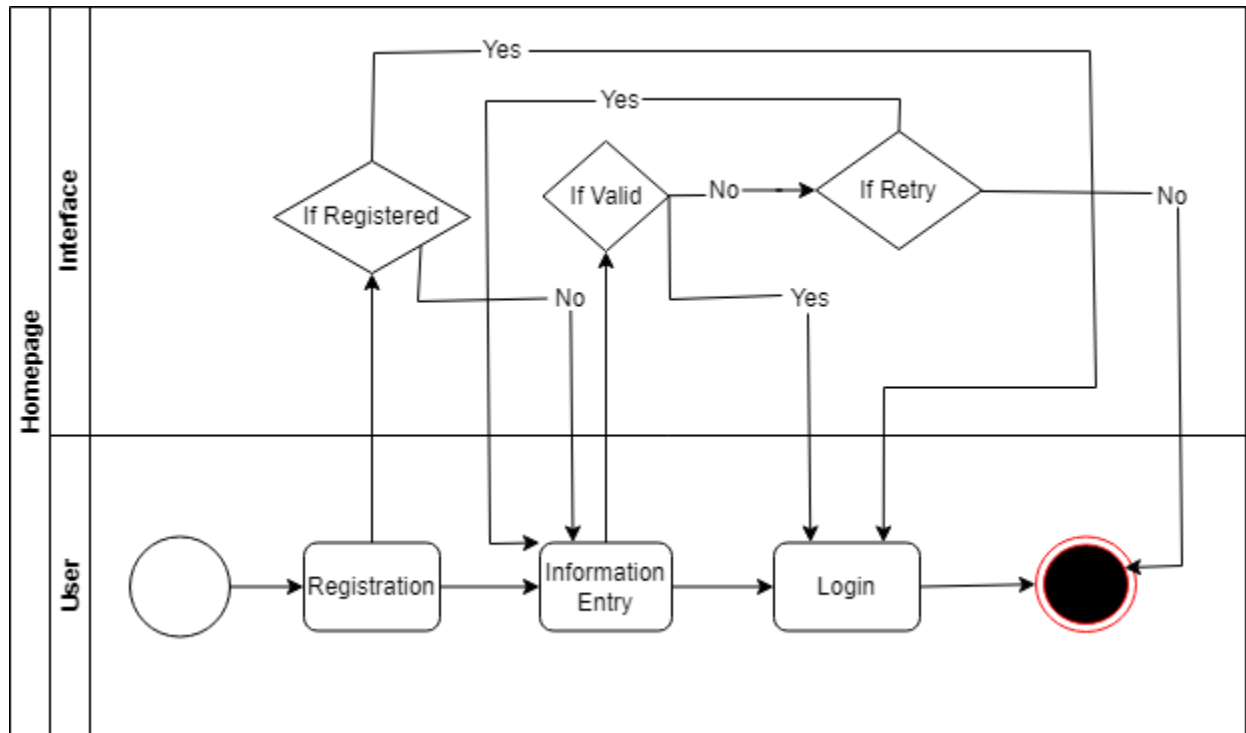 Homepage
Interface
User
Yes
Yes
If Registered
If Valid
No
If Retry
No
No
Yes
Registration
Information
Entry
Login